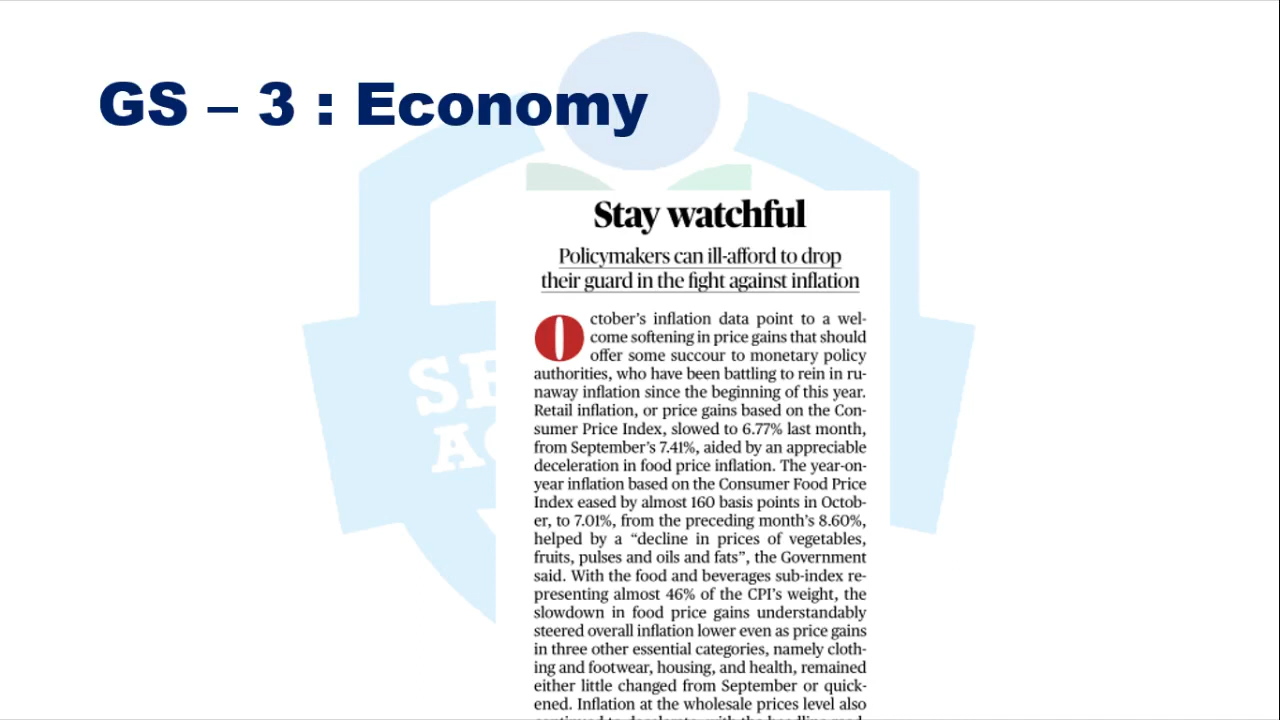 GS – 3 : Economy
Stay watchful
Policymakers can ill-afford to drop
their guard in the fight against inflation
October's inflation data point to a wel-
come softening in price gains that should
offer some succour to monetary policy
authorities, who have been battling to rein in ru-
naway inflation since the beginning of this year.
Retail inflation, or price gains based on the Con-
sumer Price Index, slowed to 6.77% last month,
from September's 7.41%, aided by an appreciable
deceleration in food price inflation. The year-on-
year inflation based on the Consumer Food Price
Index eased by almost 160 basis points in Octob-
er, to 7.01%, from the preceding month's 8.60%,
helped by a “decline in prices of vegetables,
fruits, pulses and oils and fats”, the Government
said. With the food and beverages sub-index re-
presenting almost 46% of the CPI's weight, the
slowdown in food price gains understandably
steered overall inflation lower even as price gains
in three other essential categories, namely cloth-
ing and footwear, housing, and health, remained
either little changed from September or quick-
ened. Inflation at the wholesale prices level also